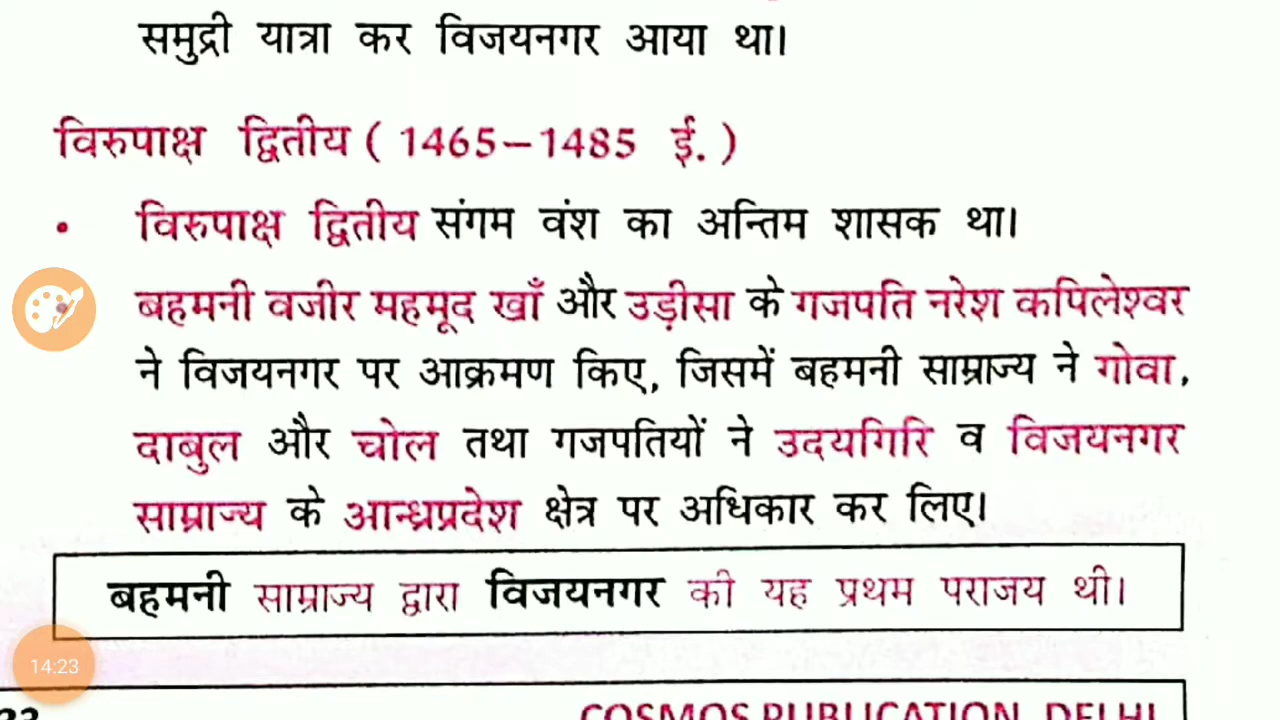 समुद्री यात्रा कर विजयनगर आया था।
विरुपाक्ष द्वितीय ( 1465–1485 ई. )
• विरुपाक्ष द्वितीय संगम वंश का अन्तिम शासक था।
बहमनी वजीर महमूद खाँ और उड़ीसा के गजपति नरेश कपिलेश्वर
ने विजयनगर पर आक्रमण किए, जिसमें बहमनी साम्राज्य ने गोवा,
दाबुल और चोल तथा गजपतियों ने उदयगिरि व विजयनगर
साम्राज्य के आन्ध्रप्रदेश क्षेत्र पर अधिकार कर लिए।
बहमनी साम्राज्य द्वारा विजयनगर की यह प्रथम पराजय थी।
14:23
COSMOS PUBLICATION, DELHI